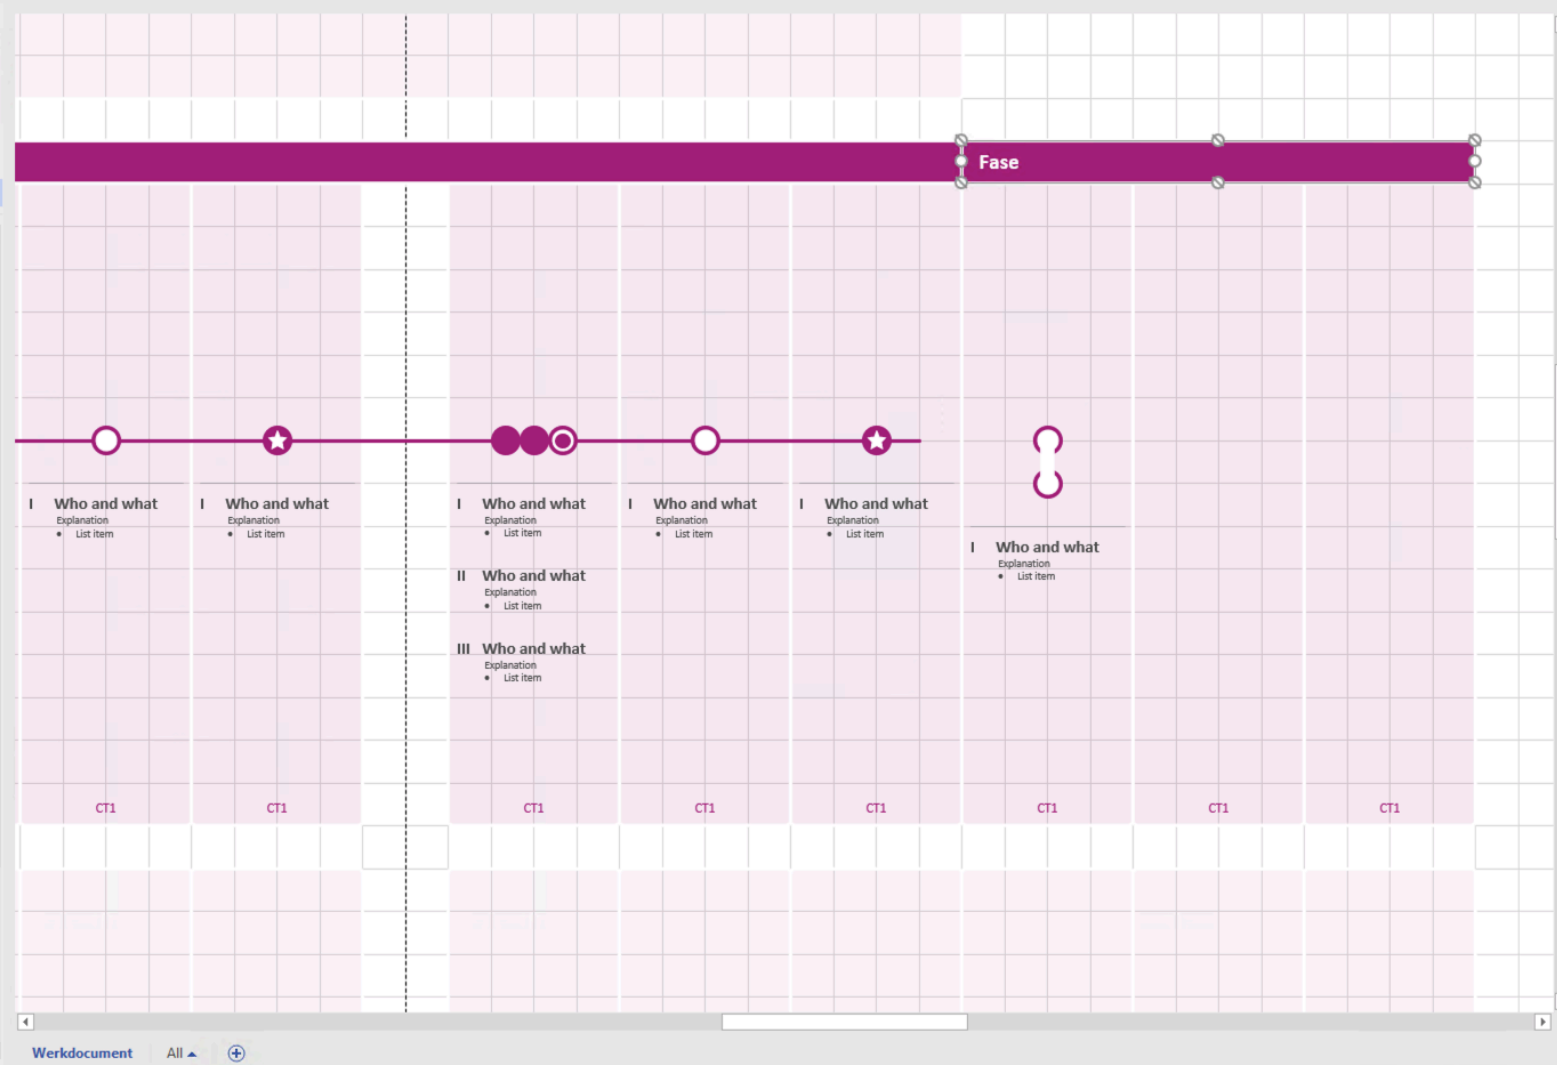 Fase
I Who and what
Explanation
• List item
I Who and what
Explanation
• List item
I Who and what
Explanation
• List item
II Who and what
Explanation
• List item
III Who and what
Explanation
• List item
I Who and what
Explanation
• List item
I Who and what
Explanation
• List item
I Who and what
Explanation
• List item
CT1 CT1 CT1 CT1 CT1 CT1 CT1 CT1
Werkdocument All